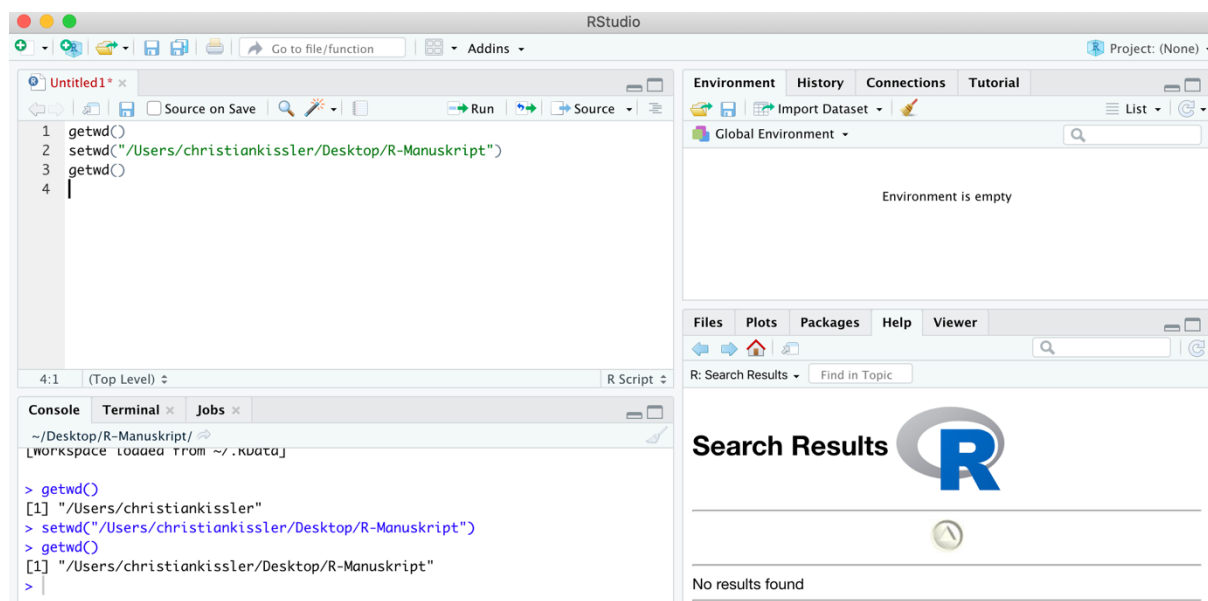 RStudio
Go to file/function Addins Project: (None)
Untitled1*
Source on Save Run Source
1 getwd()
2 setwd("/Users/christiankissler/Desktop/R-Manuskript")
3 getwd()
4
4:1 (Top Level) R Script
Console Terminal Jobs
~/Desktop/R-Manuskript/
[Workspace loaded from ~/.RData]
> getwd()
[1] "/Users/christiankissler"
> setwd("/Users/christiankissler/Desktop/R-Manuskript")
> getwd()
[1] "/Users/christiankissler/Desktop/R-Manuskript"
>
Environment History Connections Tutorial
Import Dataset List
Global Environment
Environment is empty
Files Plots Packages Help Viewer
R: Search Results Find in Topic
Search Results R
No results found